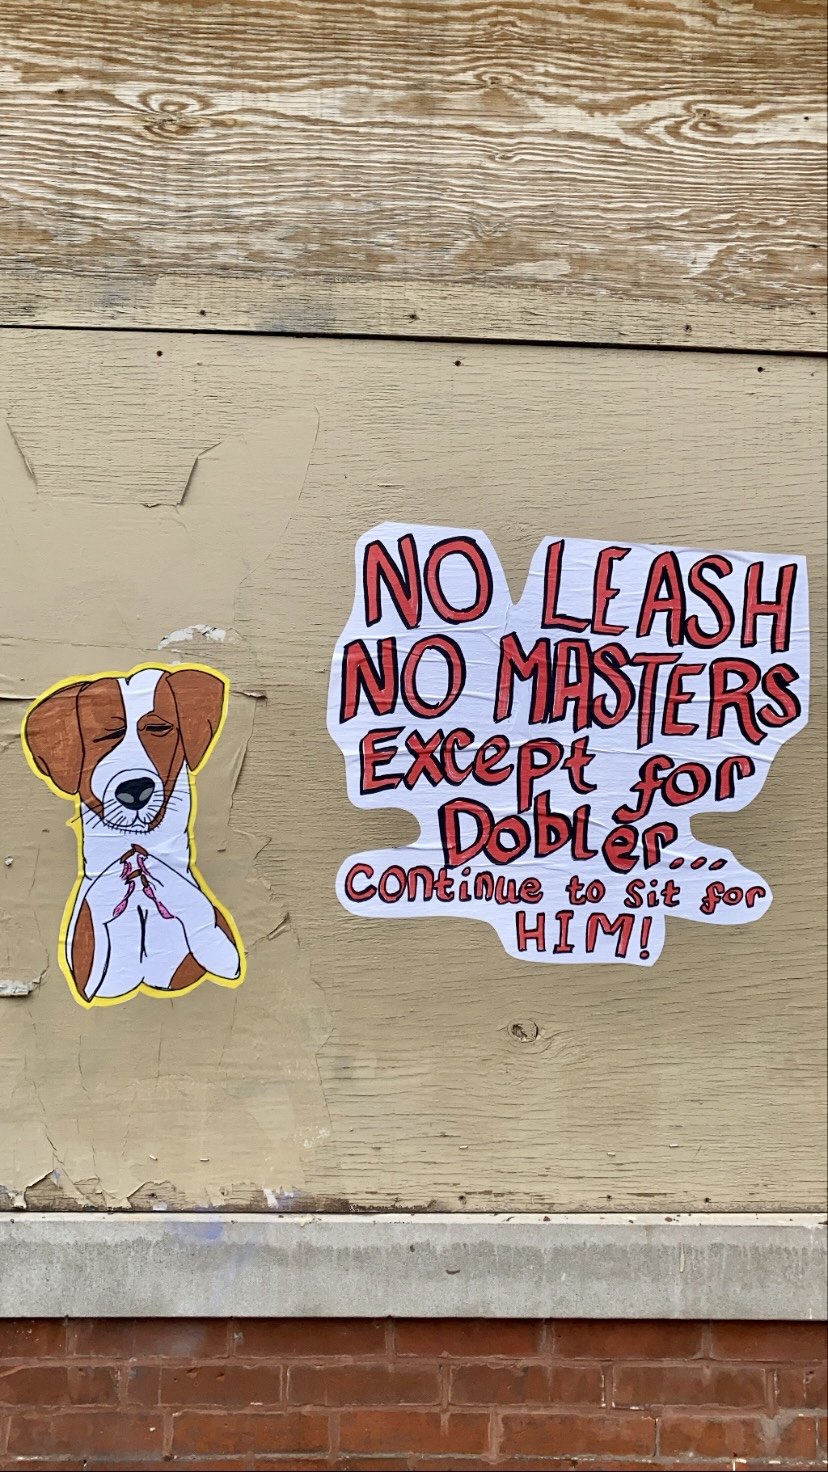 NO LEASH
NO MASTERS
Except for
Dobler...
continue to sit for
HIM!